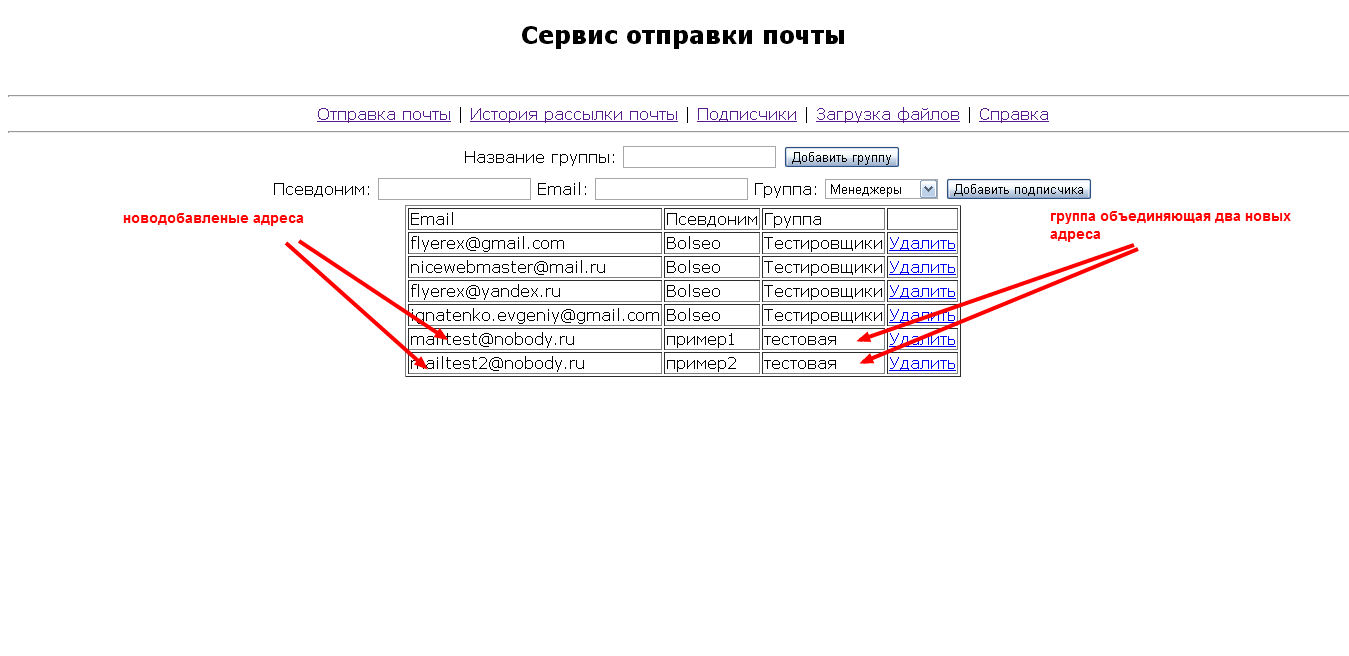 Сервис отправки почты
Отправка почты | История рассылки почты | Подписчики | Загрузка файлов | Справка
Название группы: Добавить группу
Псевдоним: Email: Группа: Менеджеры Добавить подписчика
новодобавленые адреса
группа объединяющая два новых
адреса
Email Псевдоним Группа
flyerex@gmail.com Bolseo Тестировщики Удалить
nicewebmaster@mail.ru Bolseo Тестировщики Удалить
flyerex@yandex.ru Bolseo Тестировщики Удалить
ignatenko.evgeniy@gmail.com Bolseo Тестировщики Удалить
mailtest@nobody.ru пример1 тестовая Удалить
mailtest2@nobody.ru пример2 тестовая Удалить